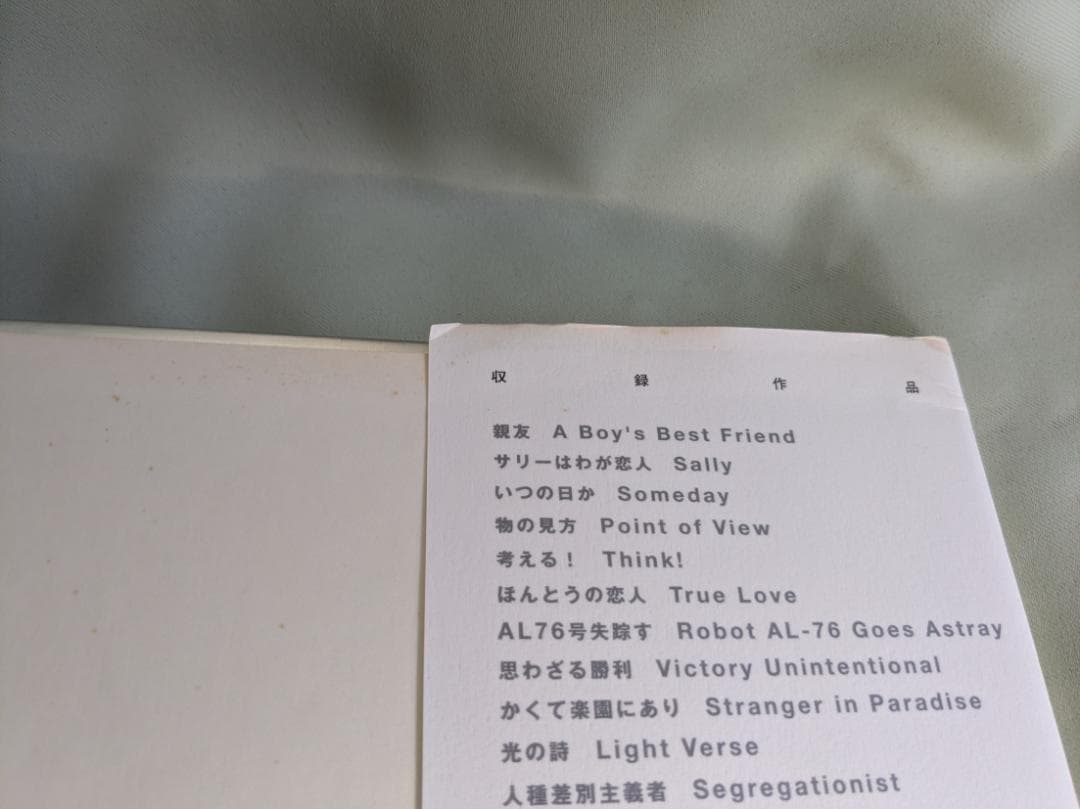 収録作品
親友 A Boy's Best Friend
サリーはわが恋人 Sally
いつの日か Someday
物の見方 Point of View
考える! Think!
ほんとうの恋人 True Love
AL76号失踪す Robot AL-76 Goes Astray
思わざる勝利 Victory Unintentional
かくて楽園にあり Stranger in Paradise
光の詩 Light Verse
人種差別主義者 Segregationist